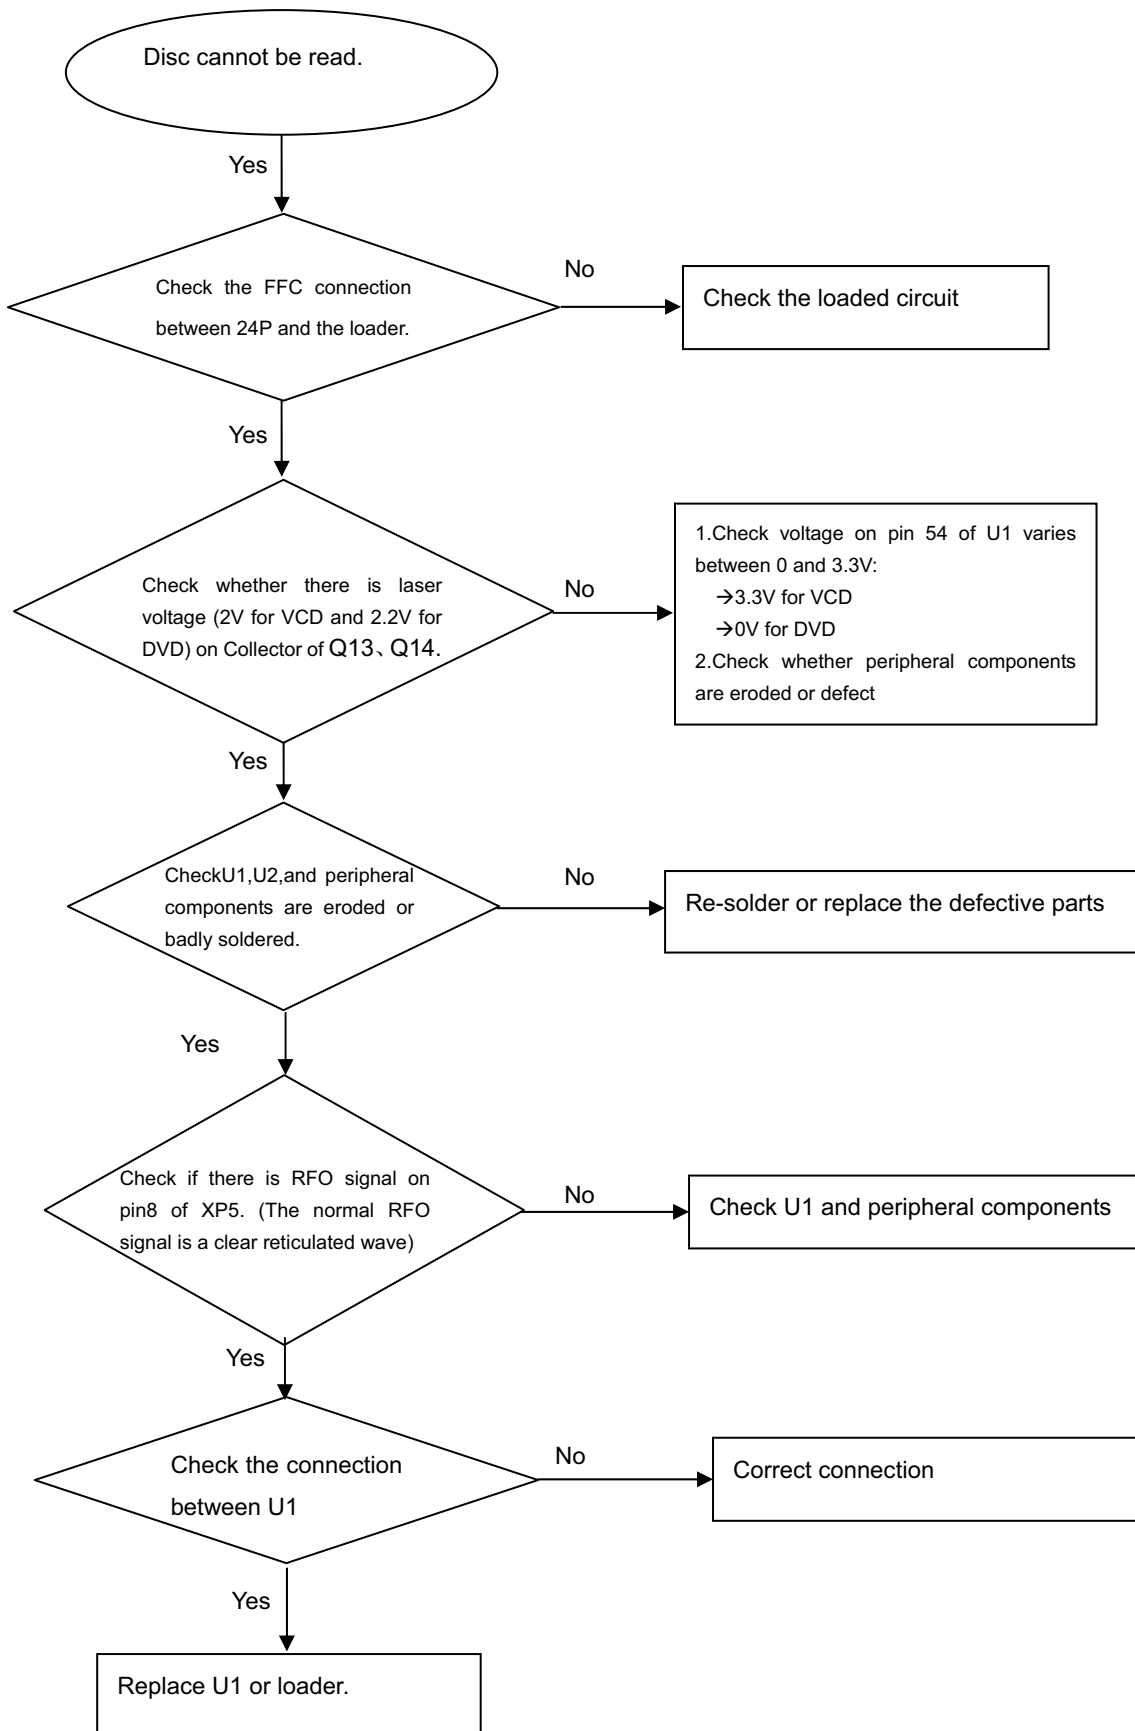 Disc cannot be read.
Yes
Check the FFC connection
between 24P and the loader.
No
Check the loaded circuit
Yes
Check whether there is laser
voltage (2V for VCD and 2.2V for
DVD) on Collector of Q13、Q14.
No
1.Check voltage on pin 54 of U1 varies
between 0 and 3.3V:
→3.3V for VCD
→0V for DVD
2.Check whether peripheral components
are eroded or defect
Yes
CheckU1,U2,and peripheral
components are eroded or
badly soldered.
No
Re-solder or replace the defective parts
Yes
Check if there is RFO signal on
pin8 of XP5. (The normal RFO
signal is a clear reticulated wave)
No
Check U1 and peripheral components
Yes
Check the connection
between U1
No
Correct connection
Yes
Replace U1 or loader.